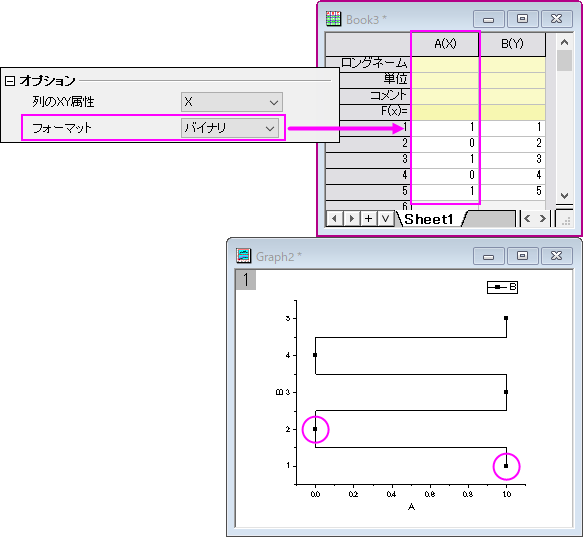 Book3 *
A(X) B(Y)
ロングネーム
単位
コメント
F(x)=
1 1 1
2 0 2
3 1 3
4 0 4
5 1 5
6
Sheet1
オプション
列のXY属性 X
フォーマット バイナリ
Graph2 *
1
B
5
4
3
2
1
B
0.0 0.2 0.4 0.6 0.8 1.0
A